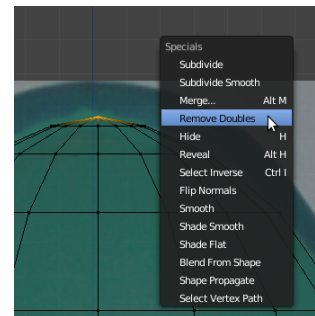 Specials
Subdivide
Subdivide Smooth
Merge... Alt M
Remove Doubles
Hide H
Reveal Alt H
Select Inverse Ctrl I
Flip Normals
Smooth
Shade Smooth
Shade Flat
Blend From Shape
Shape Propagate
Select Vertex Path